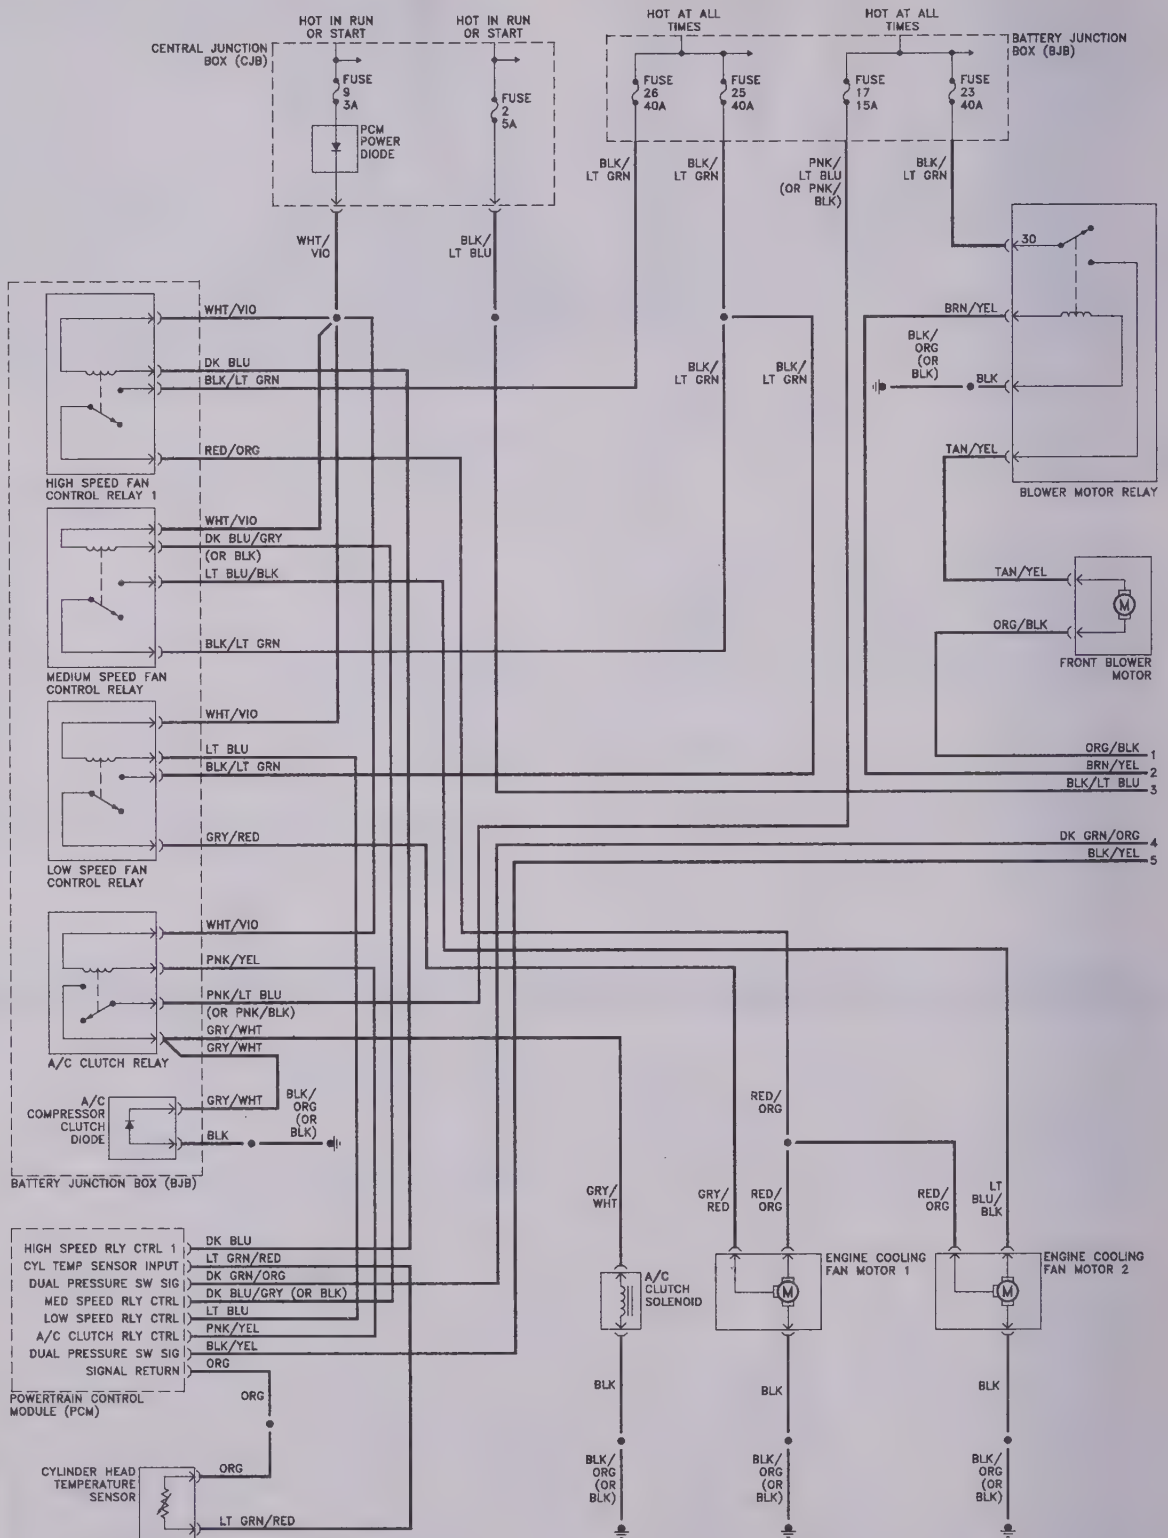 HOT IN RUN
OR START
HOT IN RUN
OR START
HOT AT ALL
TIMES
HOT AT ALL
TIMES
CENTRAL JUNCTION
BOX (CJB)
BATTERY JUNCTION
BOX (BJB)
FUSE
9
3A
FUSE
2
5A
FUSE
26
40A
FUSE
25
40A
FUSE
17
15A
FUSE
23
40A
PCM
POWER
DIODE
BLK/
LT GRN
BLK/
LT GRN
PNK/
LT BLU
(OR PNK/
BLK)
BLK/
LT GRN
WHT/
VIO
BLK/
LT BLU
30
WHT/VIO
BRN/YEL
BLK/
ORG
(OR
BLK)
DK BLU
BLK/LT GRN
BLK/
LT GRN
BLK/
LT GRN
BLK
RED/ORG
TAN/YEL
HIGH SPEED FAN
CONTROL RELAY 1
BLOWER MOTOR RELAY
WHT/VIO
DK BLU/GRY
(OR BLK)
LT BLU/BLK
TAN/YEL
M
ORG/BLK
BLK/LT GRN
FRONT BLOWER
MOTOR
MEDIUM SPEED FAN
CONTROL RELAY
WHT/VIO
LT BLU
BLK/LT GRN
ORG/BLK 1
BRN/YEL 2
BLK/LT BLU 3
GRY/RED
DK GRN/ORG 4
BLK/YEL 5
LOW SPEED FAN
CONTROL RELAY
WHT/VIO
PNK/YEL
PNK/LT BLU
(OR PNK/BLK)
GRY/WHT
GRY/WHT
A/C CLUTCH RELAY
A/C
COMPRESSOR
CLUTCH
DIODE
GRY/WHT
BLK/
ORG
(OR
BLK)
BLK
RED/
ORG
BATTERY JUNCTION BOX (BJB)
GRY/
WHT
GRY/
RED
RED/
ORG
RED/
ORG
LT
BLU/
BLK
HIGH SPEED RLY CTRL 1
DK BLU
CYL TEMP SENSOR INPUT
LT GRN/RED
DUAL PRESSURE SW SIG
DK GRN/ORG
MED SPEED RLY CTRL
DK BLU/GRY (OR BLK)
LOW SPEED RLY CTRL
LT BLU
A/C CLUTCH RLY CTRL
PNK/YEL
DUAL PRESSURE SW SIG
BLK/YEL
SIGNAL RETURN
ORG
POWERTRAIN CONTROL
MODULE (PCM)
A/C
CLUTCH
SOLENOID
ENGINE COOLING
FAN MOTOR 1
M
ENGINE COOLING
FAN MOTOR 2
M
ORG
BLK
BLK
BLK
CYLINDER HEAD
TEMPERATURE
SENSOR
ORG
LT GRN/RED
BLK/
ORG
(OR
BLK)
BLK/
ORG
(OR
BLK)
BLK/
ORG
(OR
BLK)